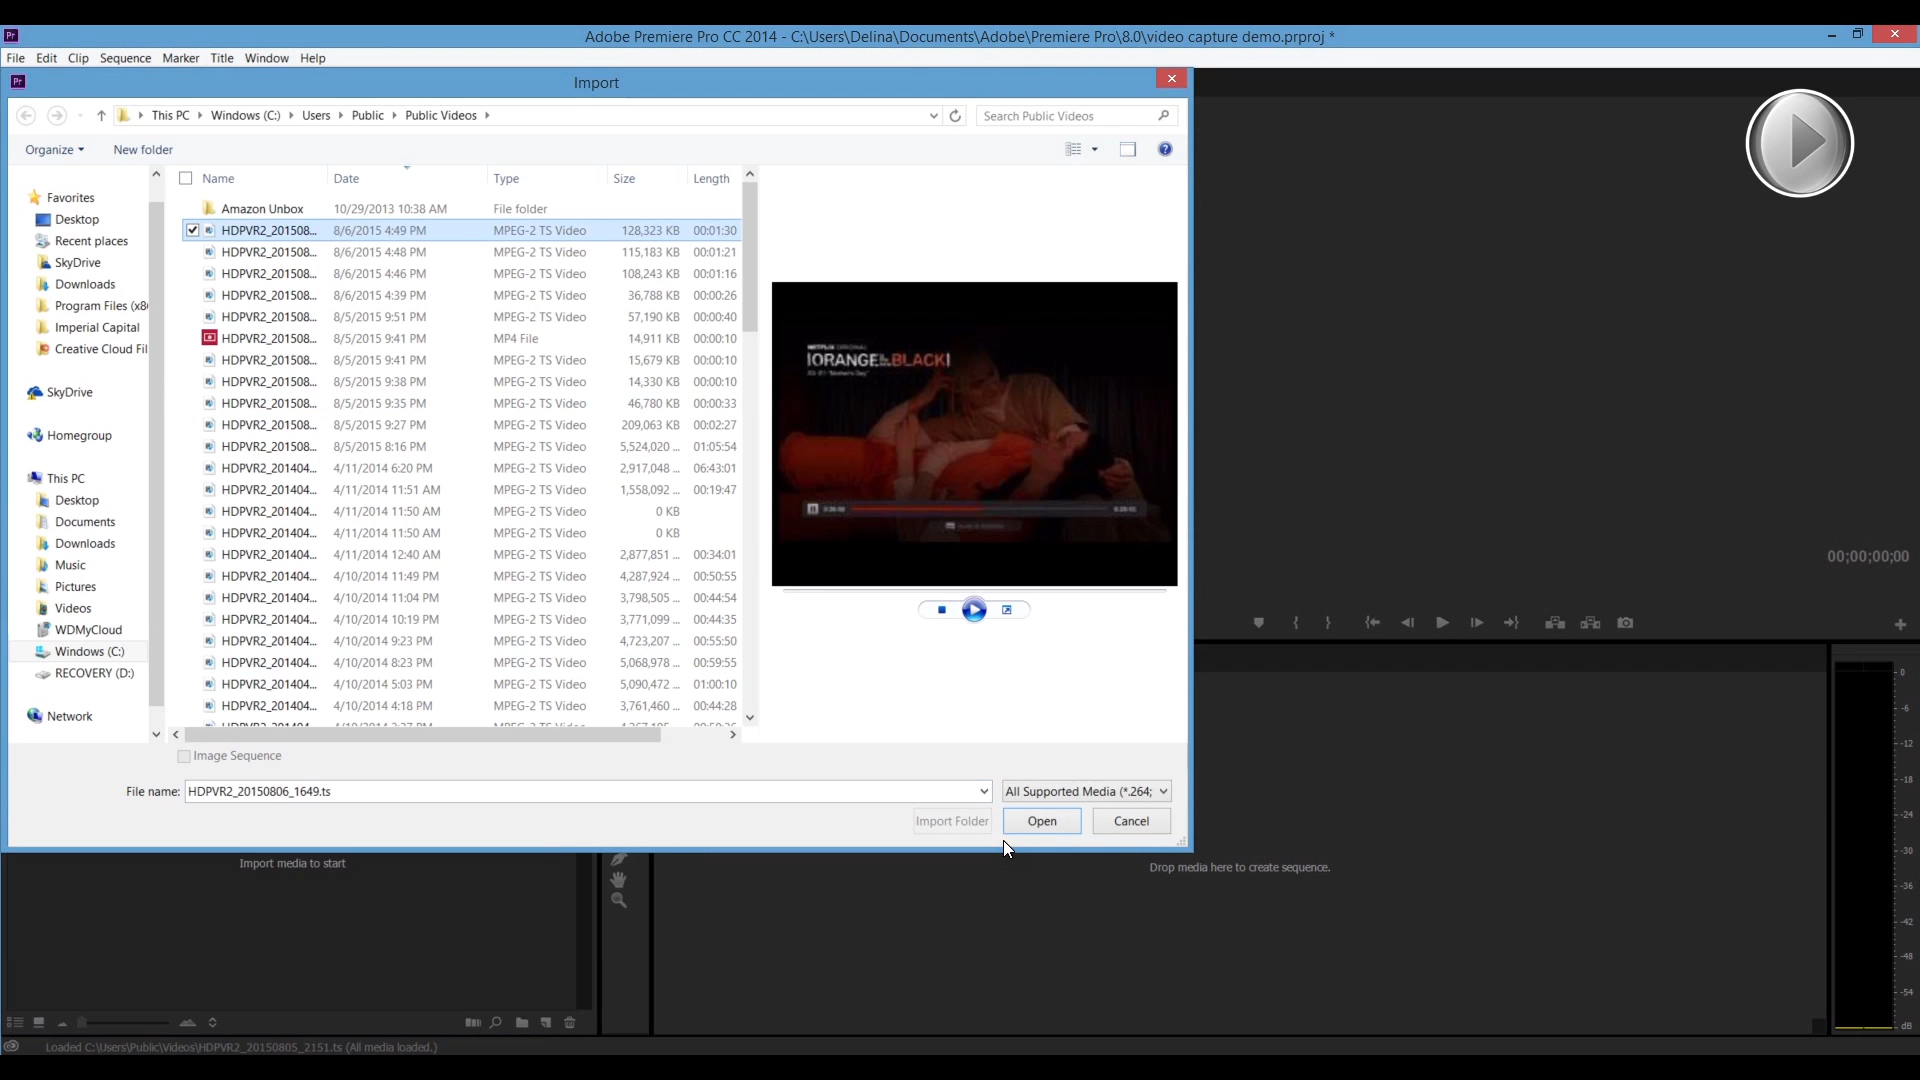 Adobe Premiere Pro CC 2014 - C:\Users\Delina\Documents\Adobe\Premiere Pro\8.0\video capture demo.prproj *
File Edit Clip Sequence Marker Title Window Help
Import
This PC Windows (C:) Users Public Public Videos
Search Public Videos
Organize New folder
Name Date Type Size Length
Amazon Unbox 10/29/2013 10:38 AM File folder
HDPVR2_201508... 8/6/2015 4:49 PM MPEG-2 TS Video 128,323 KB 00:01:30
HDPVR2_201508... 8/6/2015 4:48 PM MPEG-2 TS Video 115,183 KB 00:01:21
HDPVR2_201508... 8/6/2015 4:46 PM MPEG-2 TS Video 108,243 KB 00:01:16
HDPVR2_201508... 8/6/2015 4:39 PM MPEG-2 TS Video 36,788 KB 00:00:26
HDPVR2_201508... 8/5/2015 9:51 PM MPEG-2 TS Video 57,190 KB 00:00:40
HDPVR2_201508... 8/5/2015 9:41 PM MP4 File 14,911 KB 00:00:10
HDPVR2_201508... 8/5/2015 9:41 PM MPEG-2 TS Video 15,679 KB 00:00:10
HDPVR2_201508... 8/5/2015 9:38 PM MPEG-2 TS Video 14,330 KB 00:00:10
HDPVR2_201508... 8/5/2015 9:35 PM MPEG-2 TS Video 46,780 KB 00:00:33
HDPVR2_201508... 8/5/2015 9:27 PM MPEG-2 TS Video 209,063 KB 00:02:27
HDPVR2_201508... 8/5/2015 8:16 PM MPEG-2 TS Video 5,524,020 ... 01:05:54
HDPVR2_201404... 4/11/2014 6:20 PM MPEG-2 TS Video 2,917,048 ... 06:43:01
HDPVR2_201404... 4/11/2014 11:51 AM MPEG-2 TS Video 1,558,092 ... 00:19:47
HDPVR2_201404... 4/11/2014 11:50 AM MPEG-2 TS Video 0 KB
HDPVR2_201404... 4/11/2014 11:50 AM MPEG-2 TS Video 0 KB
HDPVR2_201404... 4/11/2014 12:40 AM MPEG-2 TS Video 2,877,851 ... 00:34:01
HDPVR2_201404... 4/10/2014 11:49 PM MPEG-2 TS Video 4,287,924 ... 00:50:55
HDPVR2_201404... 4/10/2014 11:04 PM MPEG-2 TS Video 3,798,505 ... 00:44:54
HDPVR2_201404... 4/10/2014 10:19 PM MPEG-2 TS Video 3,771,099 ... 00:44:35
HDPVR2_201404... 4/10/2014 9:23 PM MPEG-2 TS Video 4,723,207 ... 00:55:50
HDPVR2_201404... 4/10/2014 8:23 PM MPEG-2 TS Video 5,068,978 ... 00:59:55
HDPVR2_201404... 4/10/2014 5:03 PM MPEG-2 TS Video 5,090,472 ... 01:00:10
HDPVR2_201404... 4/10/2014 4:18 PM MPEG-2 TS Video 3,761,460 ... 00:44:28
Favorites
Desktop
Recent places
SkyDrive
Downloads
Program Files (x8
Imperial Capital
Creative Cloud Fil
SkyDrive
Homegroup
This PC
Desktop
Documents
Downloads
Music
Pictures
Videos
WDMyCloud
Windows (C:)
RECOVERY (D:)
Network
NETFLIX ORIGINAL
ORANGE IS THE NEW BLACK
Image Sequence
File name: HDPVR2_20150806_1649.ts
All Supported Media (*.264;
Import Folder Open Cancel
00;00;00;00
Import media to start
Drop media here to create sequence.
0
-6
-12
-18
-24
-30
-36
-42
-48
-54
dB
Loaded C:\Users\Public\Videos\HDPVR2_20150805_2151.ts (All media loaded.)